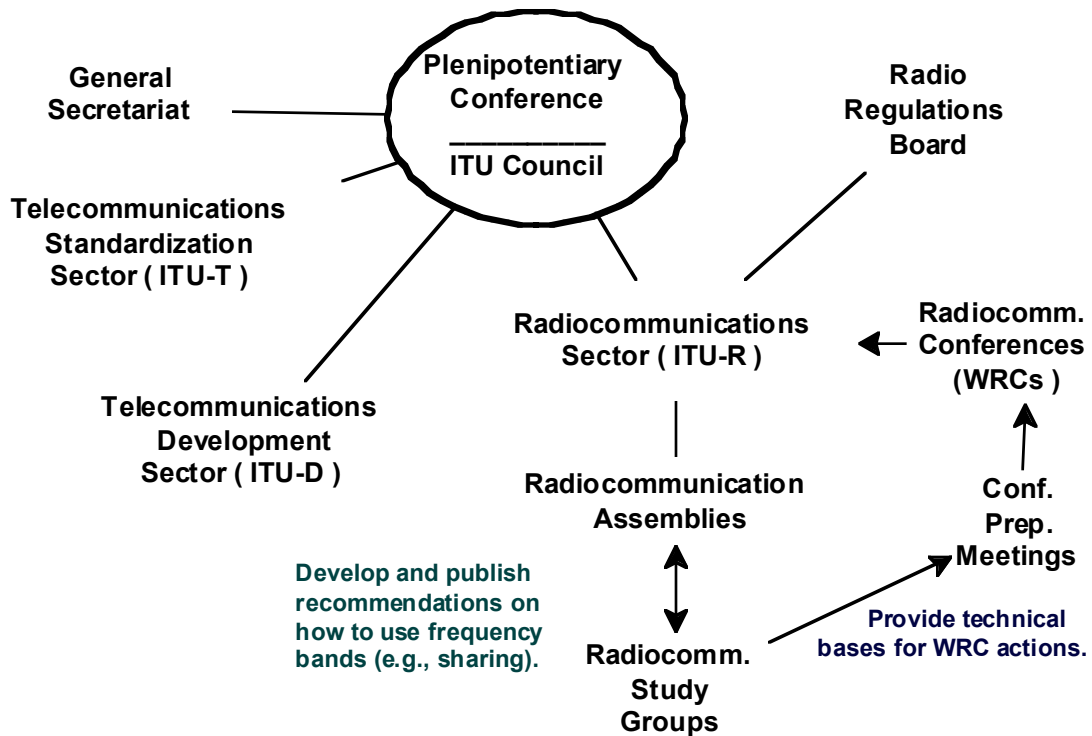 Plenipotentiary
Conference
__________
ITU Council
General
Secretariat
Radio
Regulations
Board
Telecommunications
Standardization
Sector ( ITU-T )
Radiocommunications
Sector ( ITU-R )
Radiocomm.
Conferences
(WRCs )
Telecommunications
Development
Sector ( ITU-D )
Radiocommunication
Assemblies
Conf.
Prep.
Meetings
Develop and publish
recommendations on
how to use frequency
bands (e.g., sharing).
Provide technical
bases for WRC actions.
Radiocomm.
Study
Groups